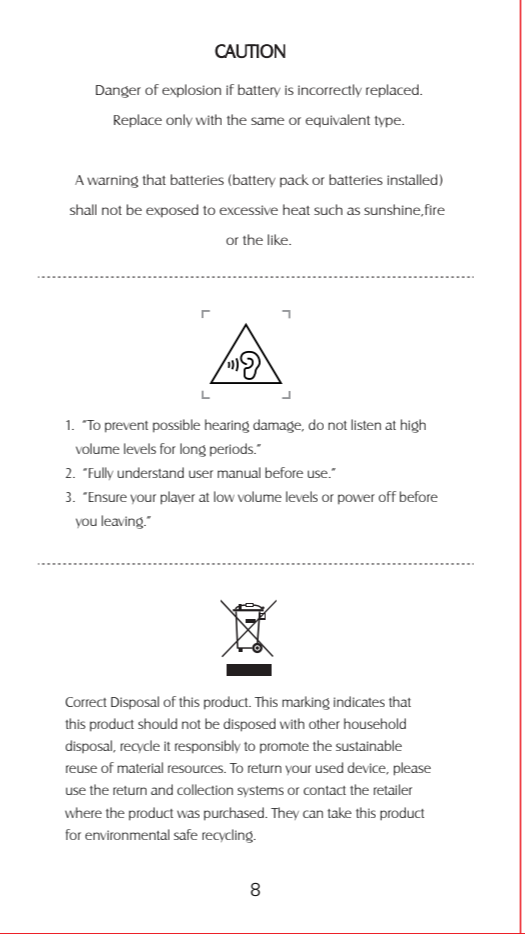 CAUTION
Danger of explosion if battery is incorrectly replaced.
Replace only with the same or equivalent type.
A warning that batteries (battery pack or batteries installed)
shall not be exposed to excessive heat such as sunshine,fire
or the like.
1. "To prevent possible hearing damage, do not listen at high
volume levels for long periods."
2. "Fully understand user manual before use."
3. "Ensure your player at low volume levels or power off before
you leaving."
Correct Disposal of this product. This marking indicates that
this product should not be disposed with other household
disposal, recycle it responsibly to promote the sustainable
reuse of material resources. To return your used device, please
use the return and collection systems or contact the retailer
where the product was purchased. They can take this product
for environmental safe recycling.
8